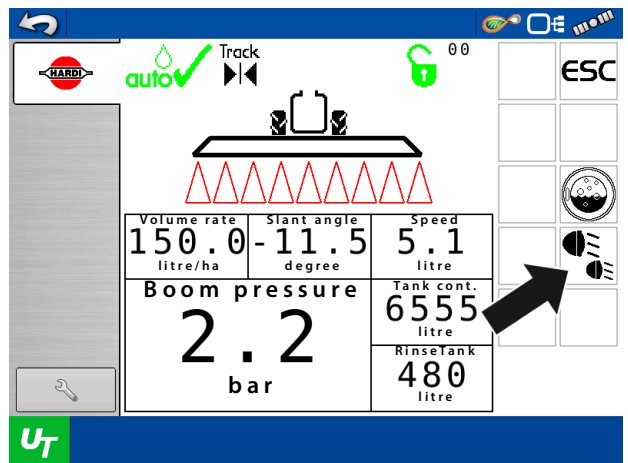 Track
00
ESC
HARDI
auto
Volume rate
150.0
litre/ha
Slant angle
-11.5
degree
Speed
5.1
litre
Boom pressure
2.2
bar
Tank cont.
6555
litre
RinseTank
480
litre
UT